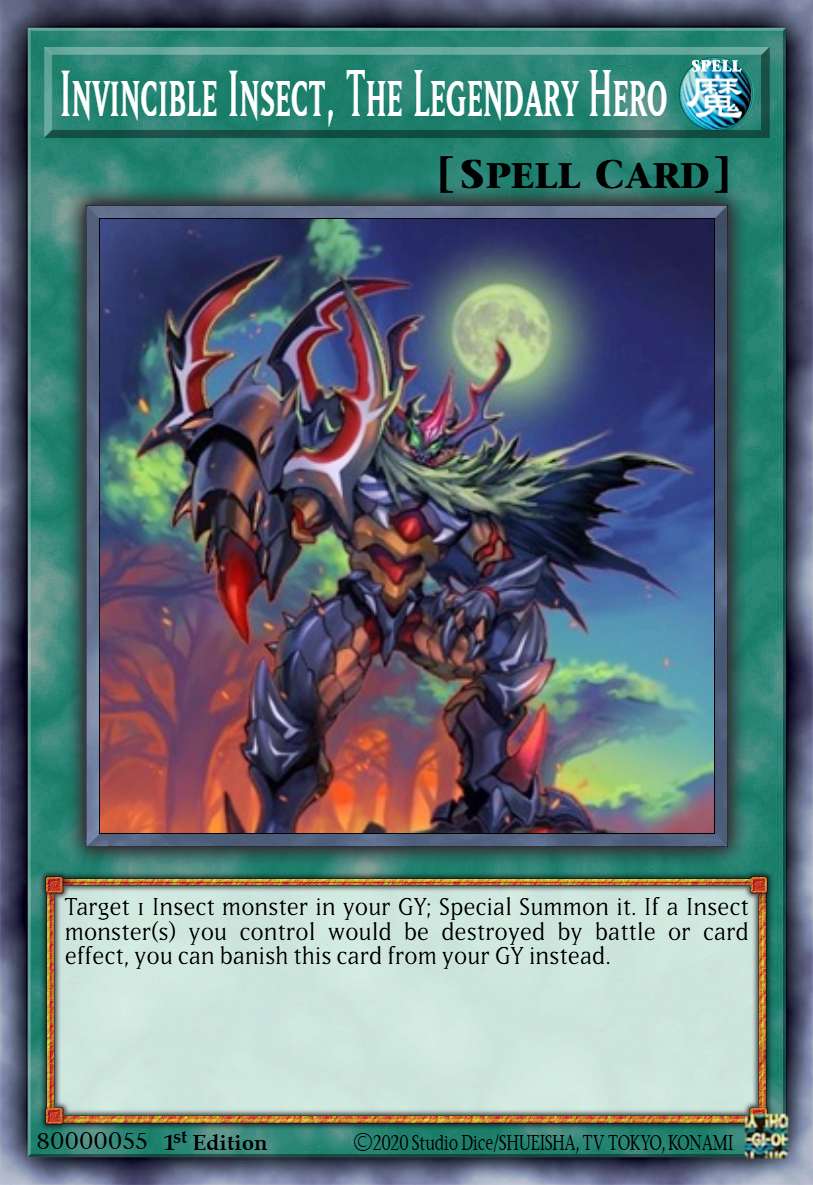 Invincible Insect, The Legendary Hero
SPELL
魔
[Spell Card]
Target 1 Insect monster in your GY; Special Summon it. If a Insect
monster(s) you control would be destroyed by battle or card
effect, you can banish this card from your GY instead.
80000055 1st Edition ©2020 Studio Dice/SHUEISHA, TV TOKYO, KONAMI